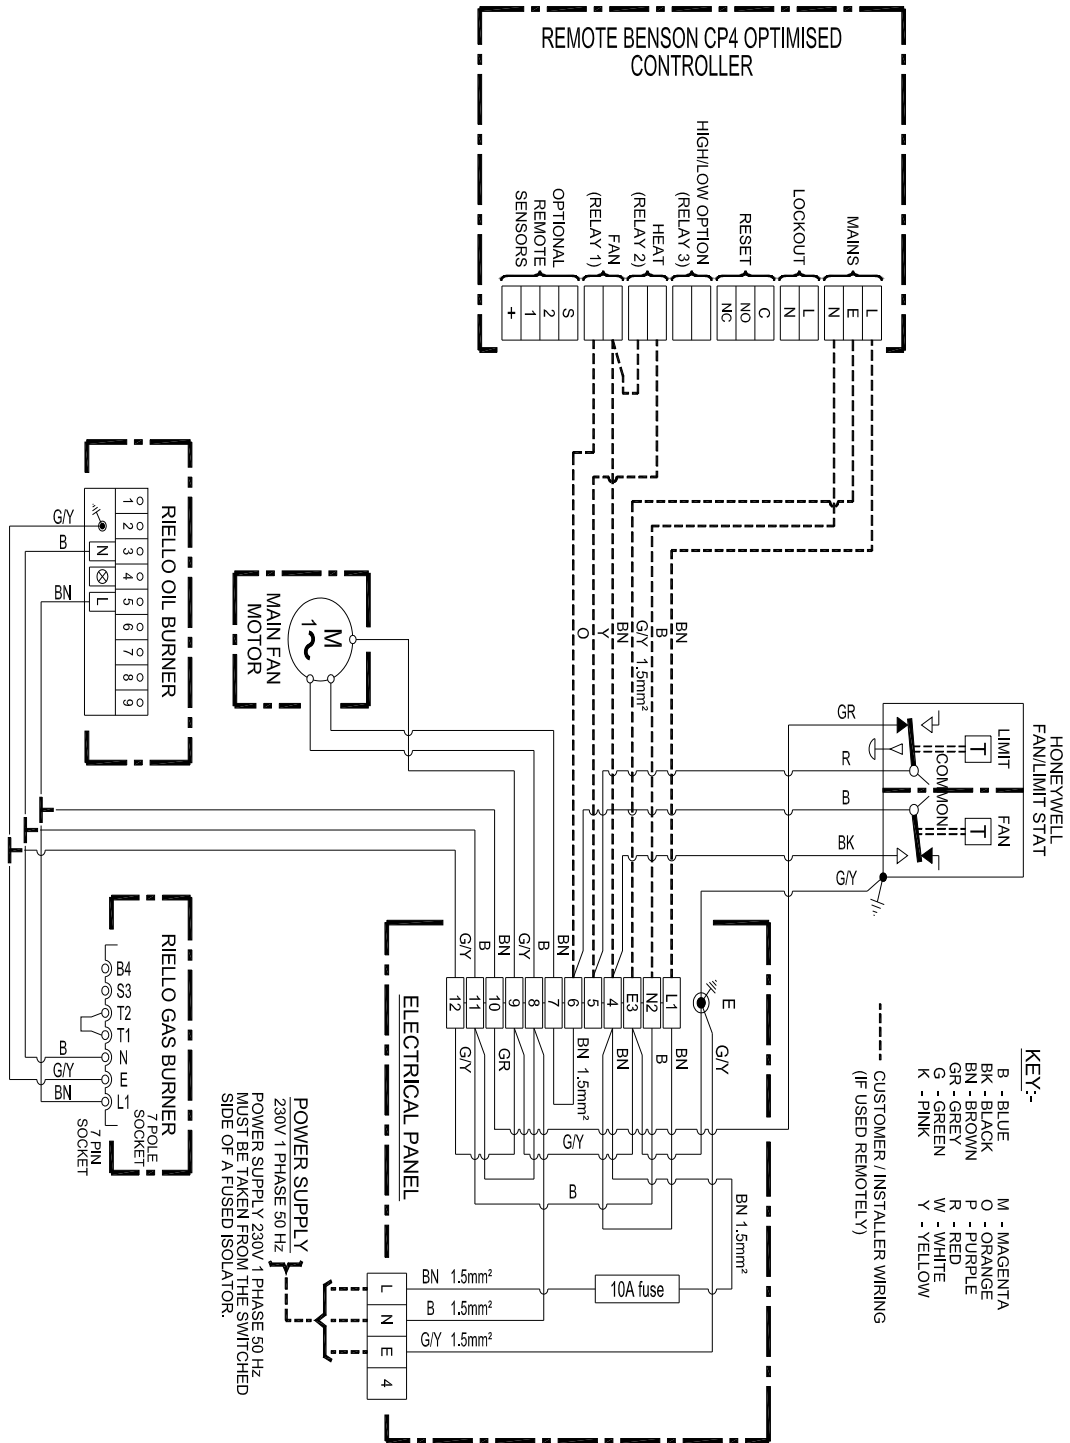 REMOTE BENSON CP4 OPTIMISED
CONTROLLER
OPTIONAL
REMOTE
SENSORS
FAN
(RELAY 1)
HEAT
(RELAY 2)
HIGH/LOW OPTION
(RELAY 3)
RESET
LOCKOUT
MAINS
+
1
2
S
NC
NO
C
N
L
N
E
L
RIELLO OIL BURNER
1
2
3
4
5
6
7
8
9
N
L
G/Y
B
BN
MAIN FAN
MOTOR
M
1~
O
Y
BN
G/Y 1.5mm²
B
BN
HONEYWELL
FAN/LIMIT STAT
LIMIT
FAN
T
T
COMMON
GR
R
B
BK
G/Y
RIELLO GAS BURNER
B4
S3
T2
T1
N
E
L1
7 POLE
SOCKET
7 PIN
SOCKET
B
G/Y
BN
ELECTRICAL PANEL
G/Y
B
BN
G/Y
B
BN
12
11
10
9
8
7
6
5
4
E3
N2
L1
E
G/Y
GR
BN 1.5mm²
BN
B
BN
G/Y
G/Y
B
BN 1.5mm²
10A fuse
BN 1.5mm²
B 1.5mm²
G/Y 1.5mm²
L
N
E
4
POWER SUPPLY
230V 1 PHASE 50 Hz
POWER SUPPLY 230V 1 PHASE 50 Hz
MUST BE TAKEN FROM THE SWITCHED
SIDE OF A FUSED ISOLATOR.
KEY:-
B - BLUE
BK - BLACK
BN - BROWN
GR - GREY
G - GREEN
K - PINK
M - MAGENTA
O - ORANGE
P - PURPLE
R - RED
W - WHITE
Y - YELLOW
CUSTOMER / INSTALLER WIRING
(IF USED REMOTELY)